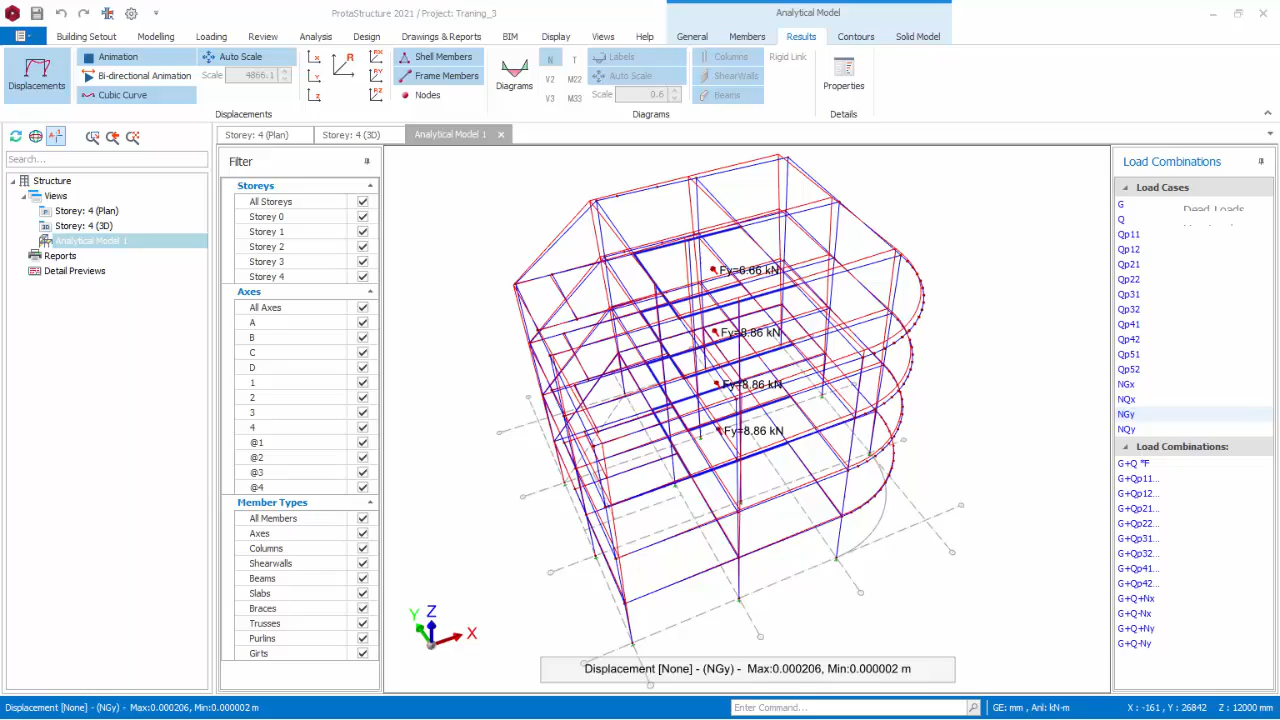 ProtaStructure 2021 / Project: Traning_3
Analytical Model
Building Setout
Modelling
Loading
Review
Analysis
Design
Drawings & Reports
BIM
Display
Views
Help
General
Members
Results
Contours
Solid Model
Displacements
Animation
Bi-directional Animation
Cubic Curve
Auto Scale
Scale
4866.1
X
Y
Z
R
RX
RY
RZ
Shell Members
Frame Members
Nodes
Displacements
Diagrams
N
T
V2
M22
V3
M33
Labels
Auto Scale
Scale
0.6
Columns
ShearWalls
Beams
Rigid Link
Diagrams
Properties
Details
Storey: 4 (Plan)
Storey: 4 (3D)
Analytical Model 1
Search...
Structure
Views
Storey: 4 (Plan)
Storey: 4 (3D)
Analytical Model 1
Reports
Detail Previews
Filter
Storeys
All Storeys
Storey 0
Storey 1
Storey 2
Storey 3
Storey 4
Axes
All Axes
A
B
C
D
1
2
3
4
@1
@2
@3
@4
Member Types
All Members
Axes
Columns
Shearwalls
Beams
Slabs
Braces
Trusses
Purlins
Girts
Fy=6.66 kN
Fy=8.86 kN
Fy=8.86 kN
Fy=8.86 kN
Y
Z
X
Displacement [None] - (NGy) - Max:0.000206, Min:0.000002 m
Load Combinations
Load Cases
G
Dead Loads
Q
Qp11
Qp12
Qp21
Qp22
Qp31
Qp32
Qp41
Qp42
Qp51
Qp52
NGx
NQx
NGy
NQy
Load Combinations:
G+Q *F
G+Qp11...
G+Qp12...
G+Qp21...
G+Qp22...
G+Qp31...
G+Qp32...
G+Qp41...
G+Qp42...
G+Q+Nx
G+Q-Nx
G+Q+Ny
G+Q-Ny
Displacement [None] - (NGy) - Max:0.000206, Min:0.000002 m
Enter Command...
GE: mm , Anl: kN-m
X : -161 , Y : 26842
Z : 12000 mm